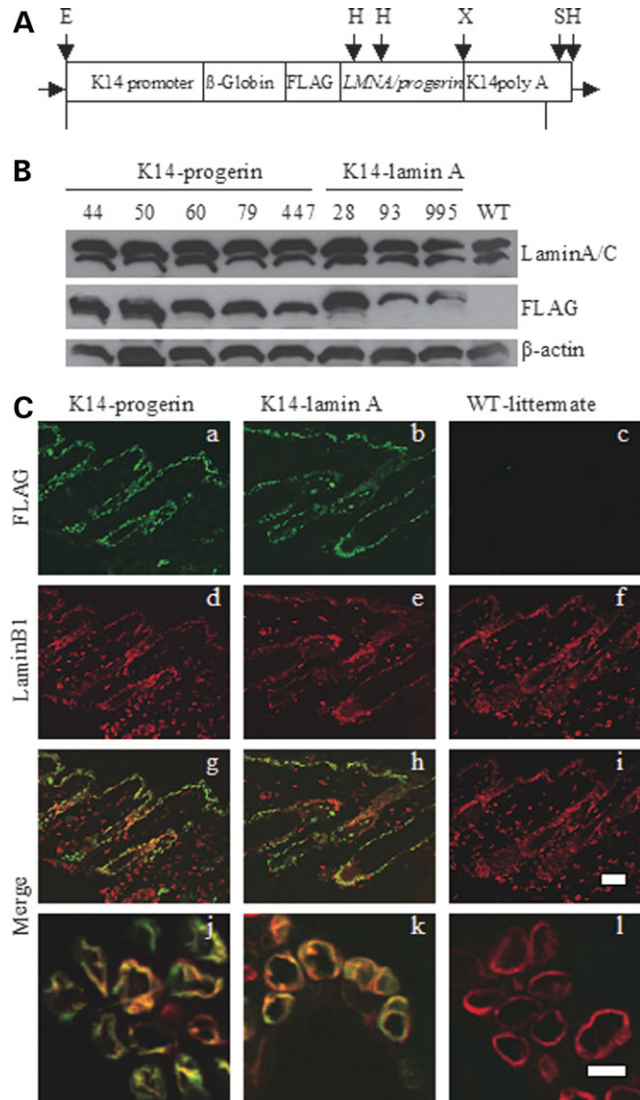 A
E H H X S H
K14 promoter ß-Globin FLAG LMNA/progerin K14poly A
B
K14-progerin K14-lamin A
44 50 60 79 447 28 93 995 WT
LaminA/C
FLAG
β-actin
C
K14-progerin K14-lamin A WT-littermate
FLAG
a b c
LaminB1
d e f
Merge
g h i
j k l